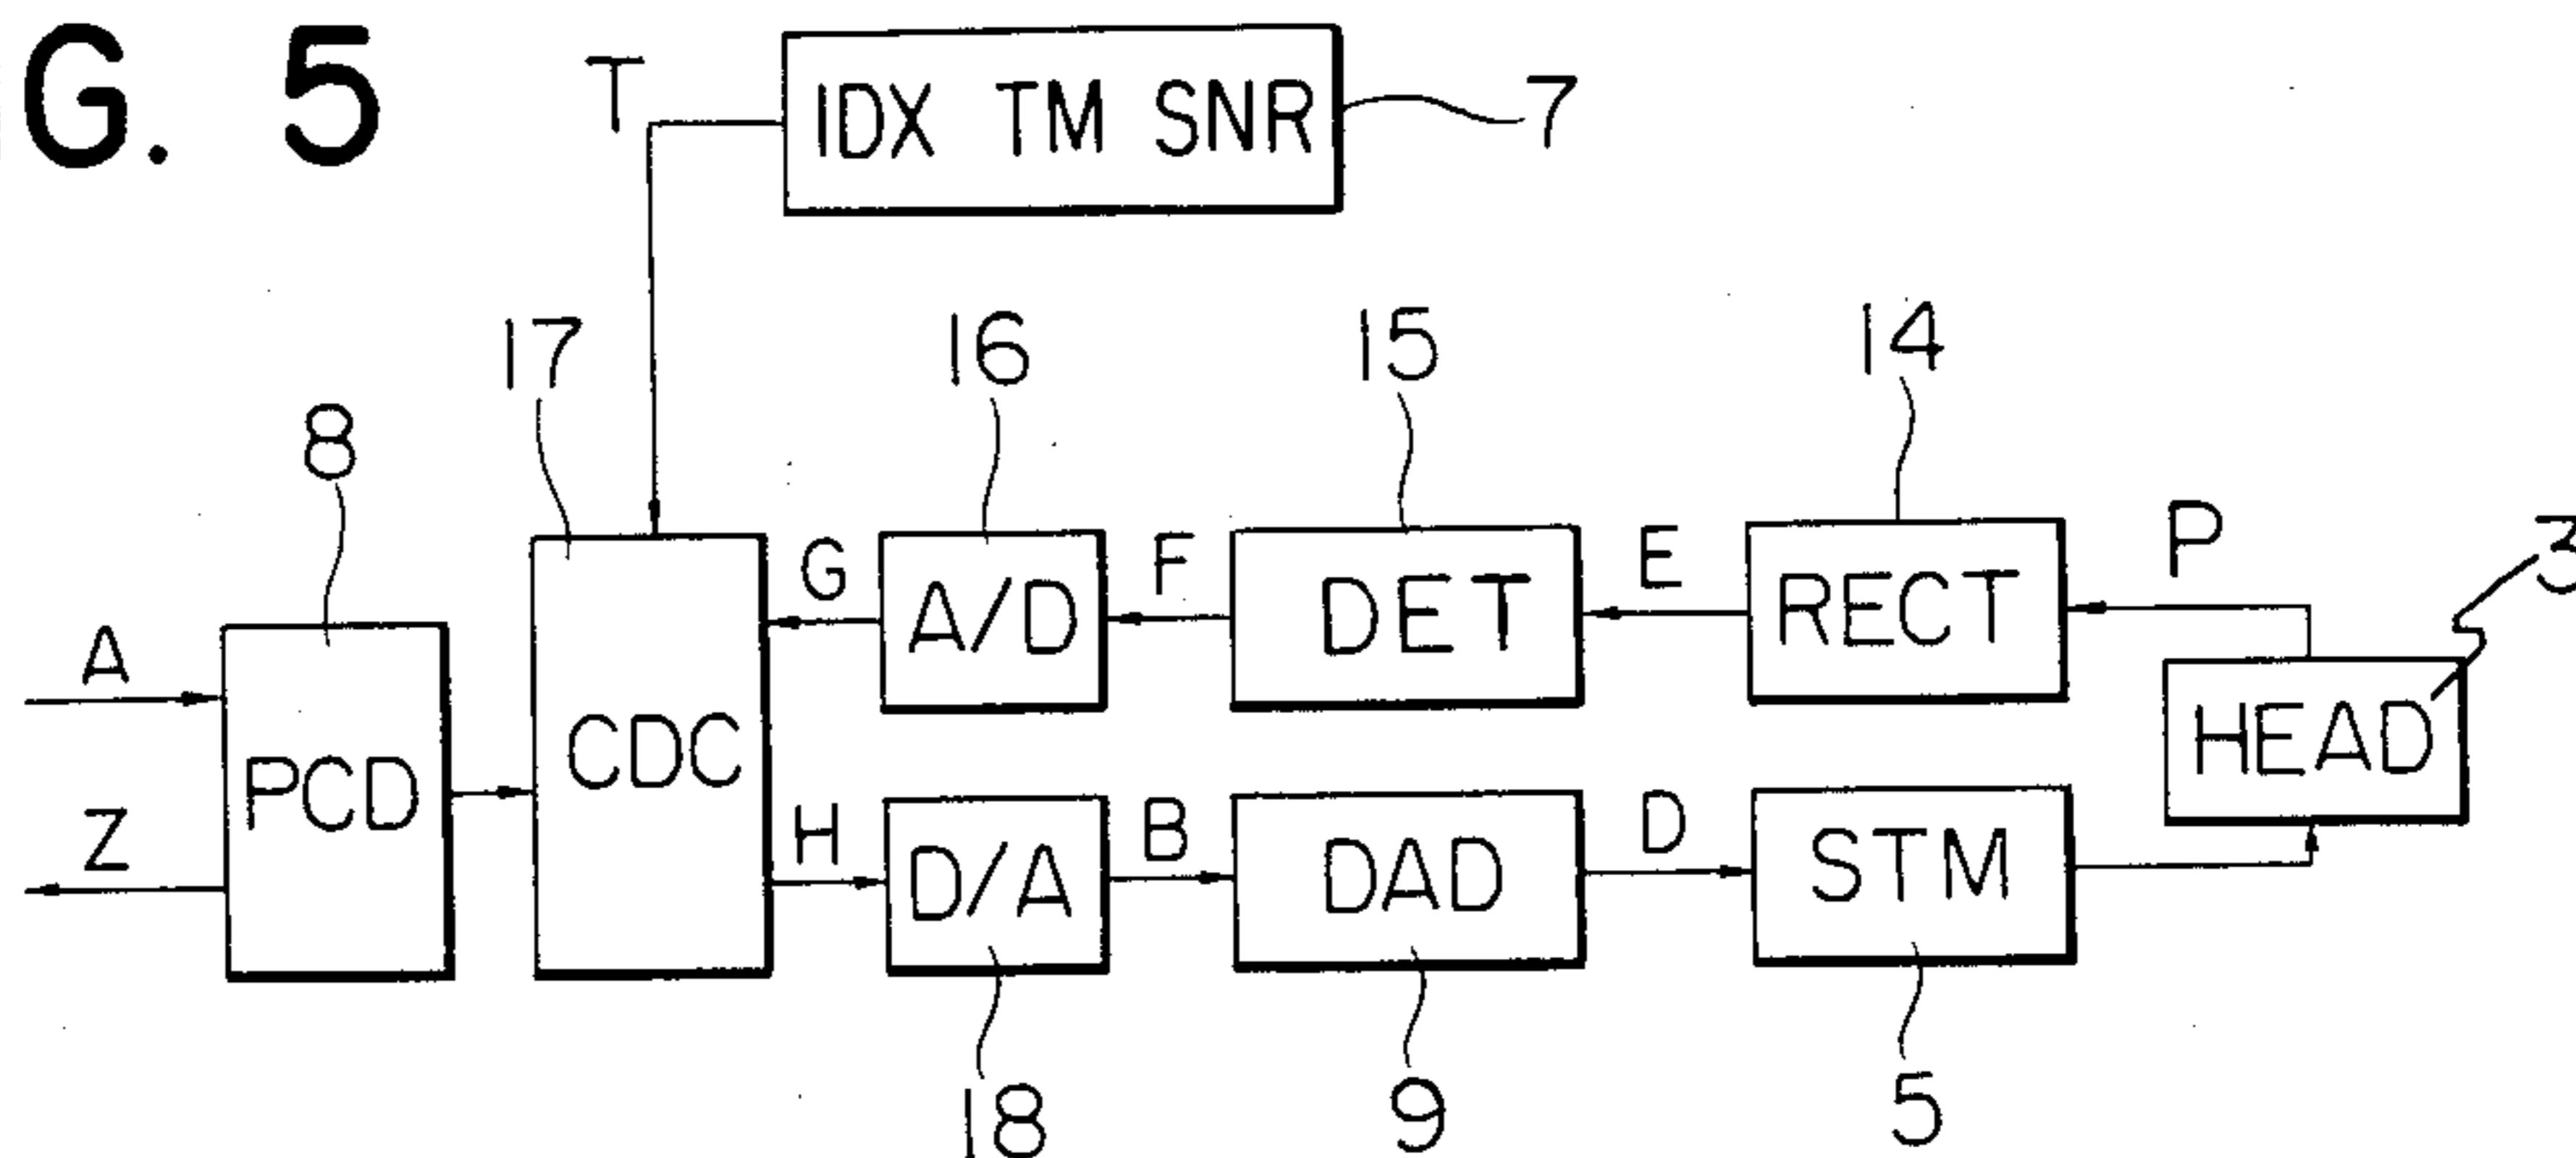 G. 5
T
IDX TM SNR
7
17
16
15
14
8
P
3
G
F
E
A/D
DET
RECT
A
HEAD
PCD
CDC
Z
H
B
D
D/A
DAD
STM
18
9
5